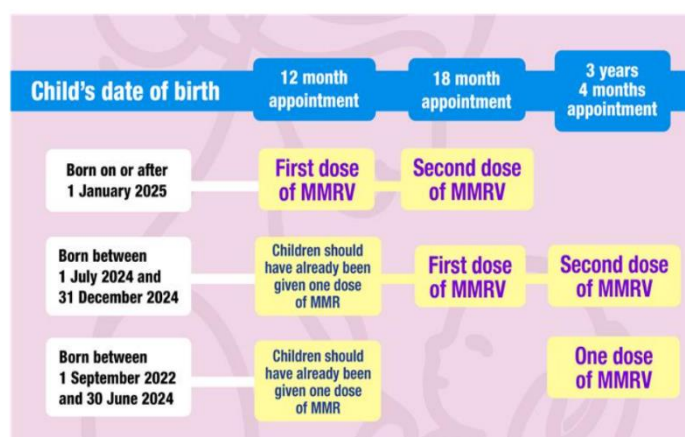 Child's date of birth
12 month
appointment
18 month
appointment
3 years
4 months
appointment
Born on or after
1 January 2025
First dose
of MMRV
Second dose
of MMRV
Born between
1 July 2024 and
31 December 2024
Children should
have already been
given one dose
of MMR
First dose
of MMRV
Second dose
of MMRV
Born between
1 September 2022
and 30 June 2024
Children should
have already been
given one dose
of MMR
One dose
of MMRV